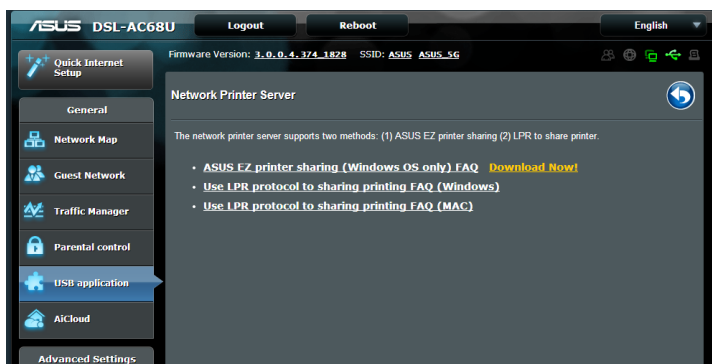 ASUS DSL-AC68U Logout Reboot English
Quick Internet Setup
Firmware Version: 3.0.0.4.374_1828 SSID: ASUS ASUS_5G
General
Network Map
Guest Network
Traffic Manager
Parental control
USB application
AiCloud
Advanced Settings
Network Printer Server
The network printer server supports two methods: (1) ASUS EZ printer sharing (2) LPR to share printer.
ASUS EZ printer sharing (Windows OS only) FAQ Download Now!
Use LPR protocol to sharing printing FAQ (Windows)
Use LPR protocol to sharing printing FAQ (MAC)